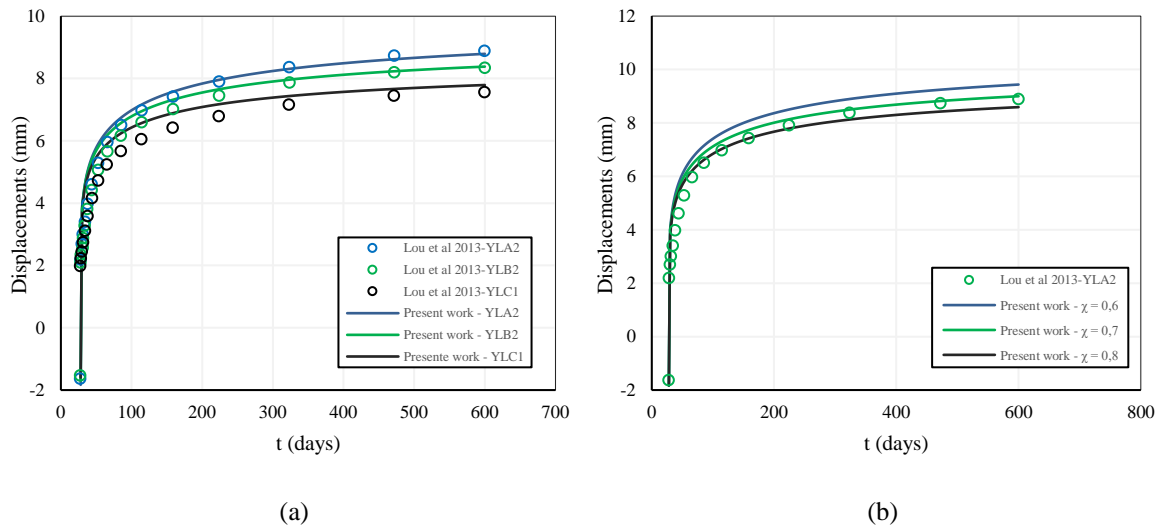 10
8
6
4
2
0
-2
Displacements (mm)
0 100 200 300 400 500 600 700
t (days)
Lou et al 2013-YLA2
Lou et al 2013-YLB2
Lou et al 2013-YLC1
Present work - YLA2
Present work - YLB2
Presente work - YLC1
(a)
12
10
8
6
4
2
0
-2
Displacements (mm)
0 200 400 600 800
t (days)
Lou et al 2013-YLA2
Present work - χ = 0,6
Present work - χ = 0,7
Present work - χ = 0,8
(b)